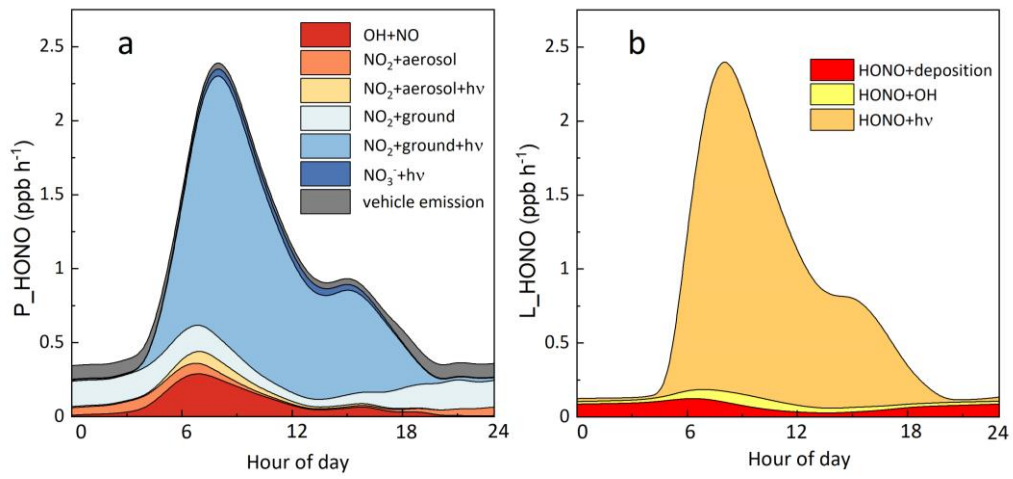 a
OH+NO
NO₂+aerosol
NO₂+aerosol+hν
NO₂+ground
NO₂+ground+hν
NO₃⁻+hν
vehicle emission
P_HONO (ppb h⁻¹)
2.5
2
1.5
1
0.5
0
0 6 12 18 24
Hour of day
b
HONO+deposition
HONO+OH
HONO+hν
L_HONO (ppb h⁻¹)
2.5
2
1.5
1
0.5
0
0 6 12 18 24
Hour of day